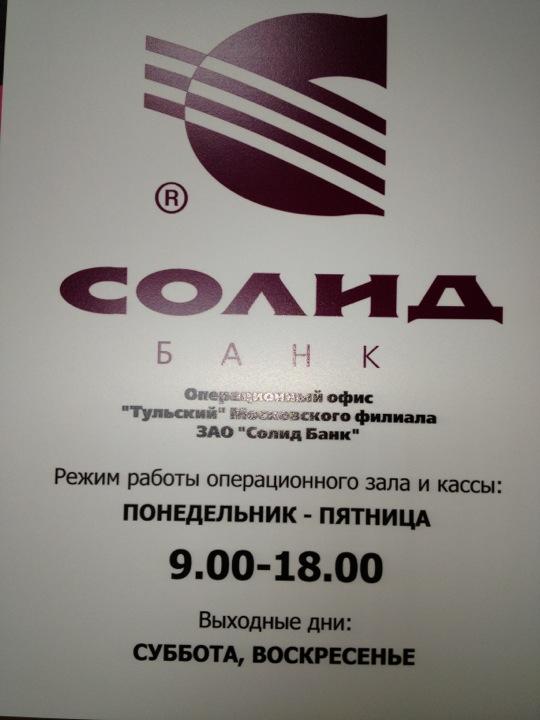 ®
СОЛИД
БАНК
Операционный офис
"Тульский" Московского филиала
ЗАО "Солид Банк"
Режим работы операционного зала и кассы:
ПОНЕДЕЛЬНИК - ПЯТНИЦА
9.00-18.00
Выходные дни:
СУББОТА, ВОСКРЕСЕНЬЕ